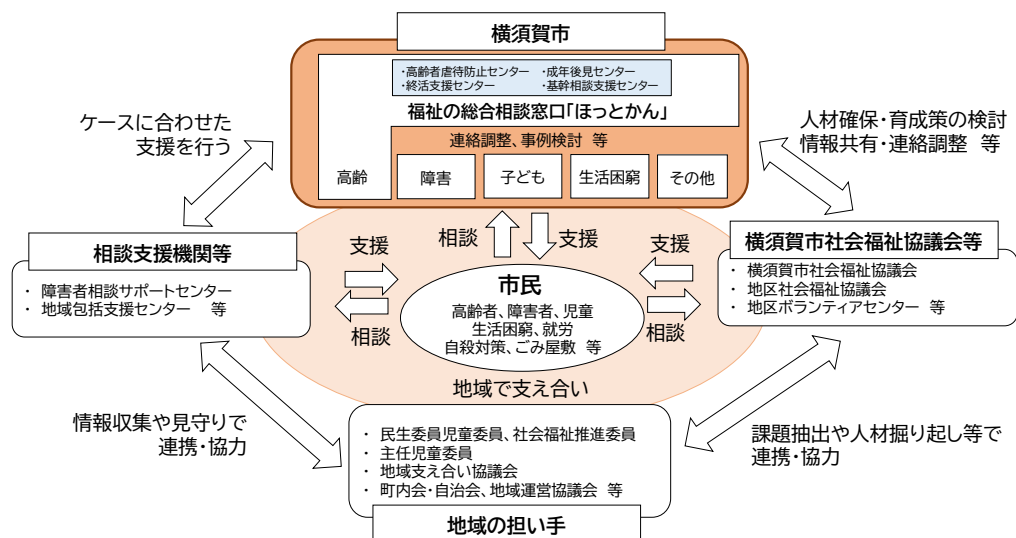 横須賀市
・高齢者虐待防止センター ・成年後見センター
・終活支援センター ・基幹相談支援センター
福祉の総合相談窓口「ほっとかん」
連絡調整、事例検討 等
高齢
障害
子ども
生活困窮
その他
ケースに合わせた
支援を行う
人材確保・育成策の検討
情報共有・連絡調整 等
相談
支援
相談支援機関等
・ 障害者相談サポートセンター
・ 地域包括支援センター 等
支援
相談
市民
高齢者、障害者、児童
生活困窮、就労
自殺対策、ごみ屋敷 等
支援
相談
横須賀市社会福祉協議会等
・ 横須賀市社会福祉協議会
・ 地区社会福祉協議会
・ 地区ボランティアセンター 等
地域で支え合い
情報収集や見守りで
連携・協力
・ 民生委員児童委員、社会福祉推進委員
・ 主任児童委員
・ 地域支え合い協議会
・ 町内会・自治会、地域運営協議会 等
地域の担い手
課題抽出や人材掘り起し等で
連携・協力